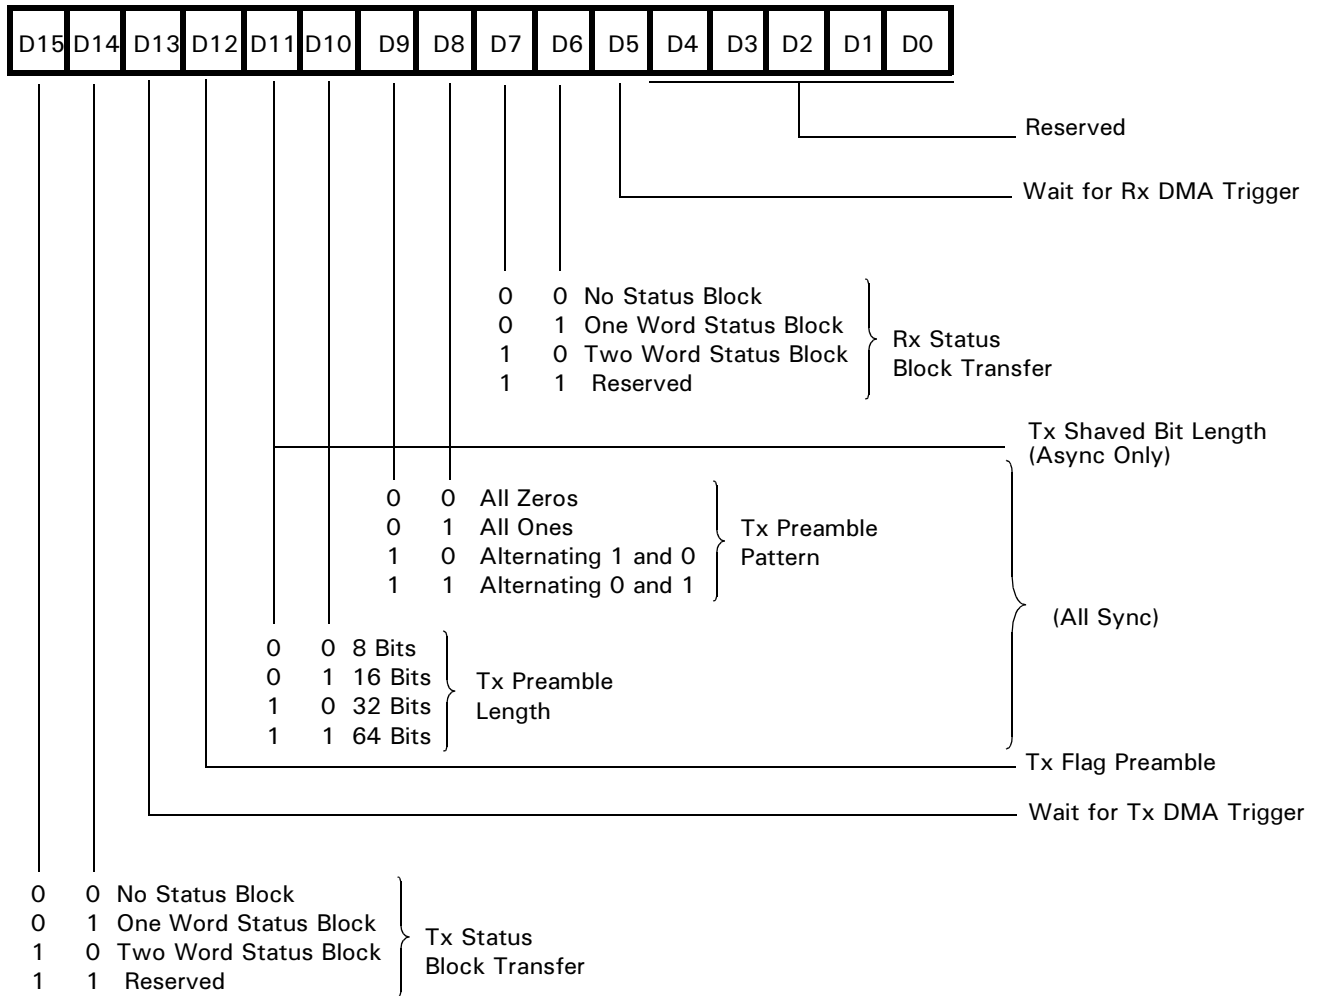 D15 D14 D13 D12 D11 D10 D9 D8 D7 D6 D5 D4 D3 D2 D1 D0
Reserved
Wait for Rx DMA Trigger
0 0 No Status Block
0 1 One Word Status Block
1 0 Two Word Status Block
1 1 Reserved
Rx Status
Block Transfer
Tx Shaved Bit Length
(Async Only)
0 0 All Zeros
0 1 All Ones
1 0 Alternating 1 and 0
1 1 Alternating 0 and 1
Tx Preamble
Pattern
(All Sync)
0 0 8 Bits
0 1 16 Bits
1 0 32 Bits
1 1 64 Bits
Tx Preamble
Length
Tx Flag Preamble
Wait for Tx DMA Trigger
0 0 No Status Block
0 1 One Word Status Block
1 0 Two Word Status Block
1 1 Reserved
Tx Status
Block Transfer